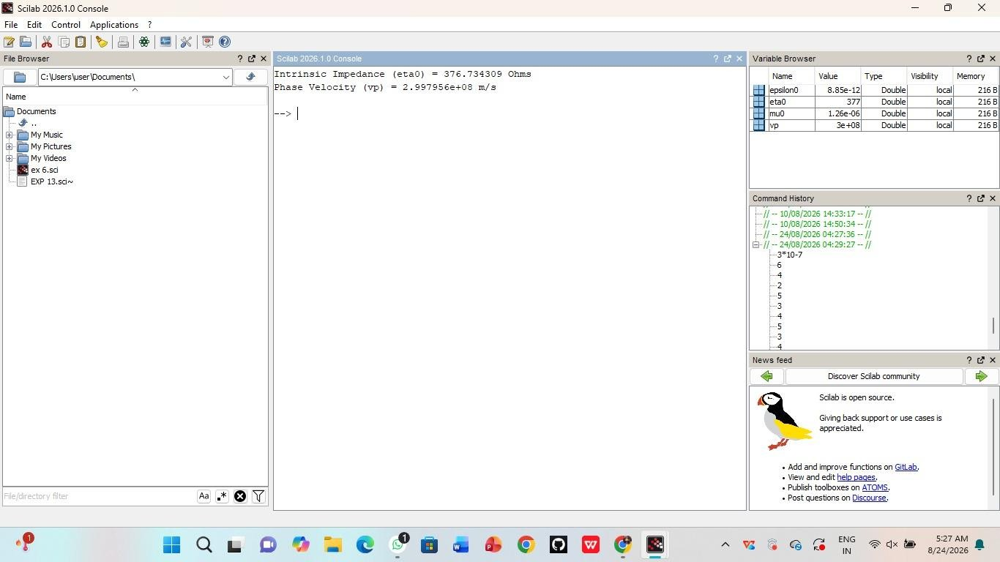 Scilab 2026.1.0 Console
File Edit Control Applications ?
File Browser ?
C:\Users\user\Documents\
Name
Documents
..
My Music
My Pictures
My Videos
ex 6.sci
EXP 13.sci~
File/directory filter
Aa .*
Scilab 2026.1.0 Console ?
Intrinsic Impedance (eta0) = 376.734309 Ohms
Phase Velocity (vp) = 2.997956e+08 m/s
-->
Variable Browser ?
Name Value Type Visibility Memory
epsilon0 8.85e-12 Double local 216 B
eta0 377 Double local 216 B
mu0 1.26e-06 Double local 216 B
vp 3e+08 Double local 216 B
Command History ?
// -- 10/08/2026 14:33:17 -- //
// -- 10/08/2026 14:50:34 -- //
// -- 24/08/2026 04:27:36 -- //
// -- 24/08/2026 04:29:27 -- //
3*10-7
6
4
2
5
3
4
5
3
4
News feed ?
Discover Scilab community
Scilab is open source.
Giving back support or use cases is
appreciated.
• Add and improve functions on GitLab.
• View and edit help pages.
• Publish toolboxes on ATOMS.
• Post questions on Discourse.
1
1
W
P
W
ENG
IN
5:27 AM
8/24/2026